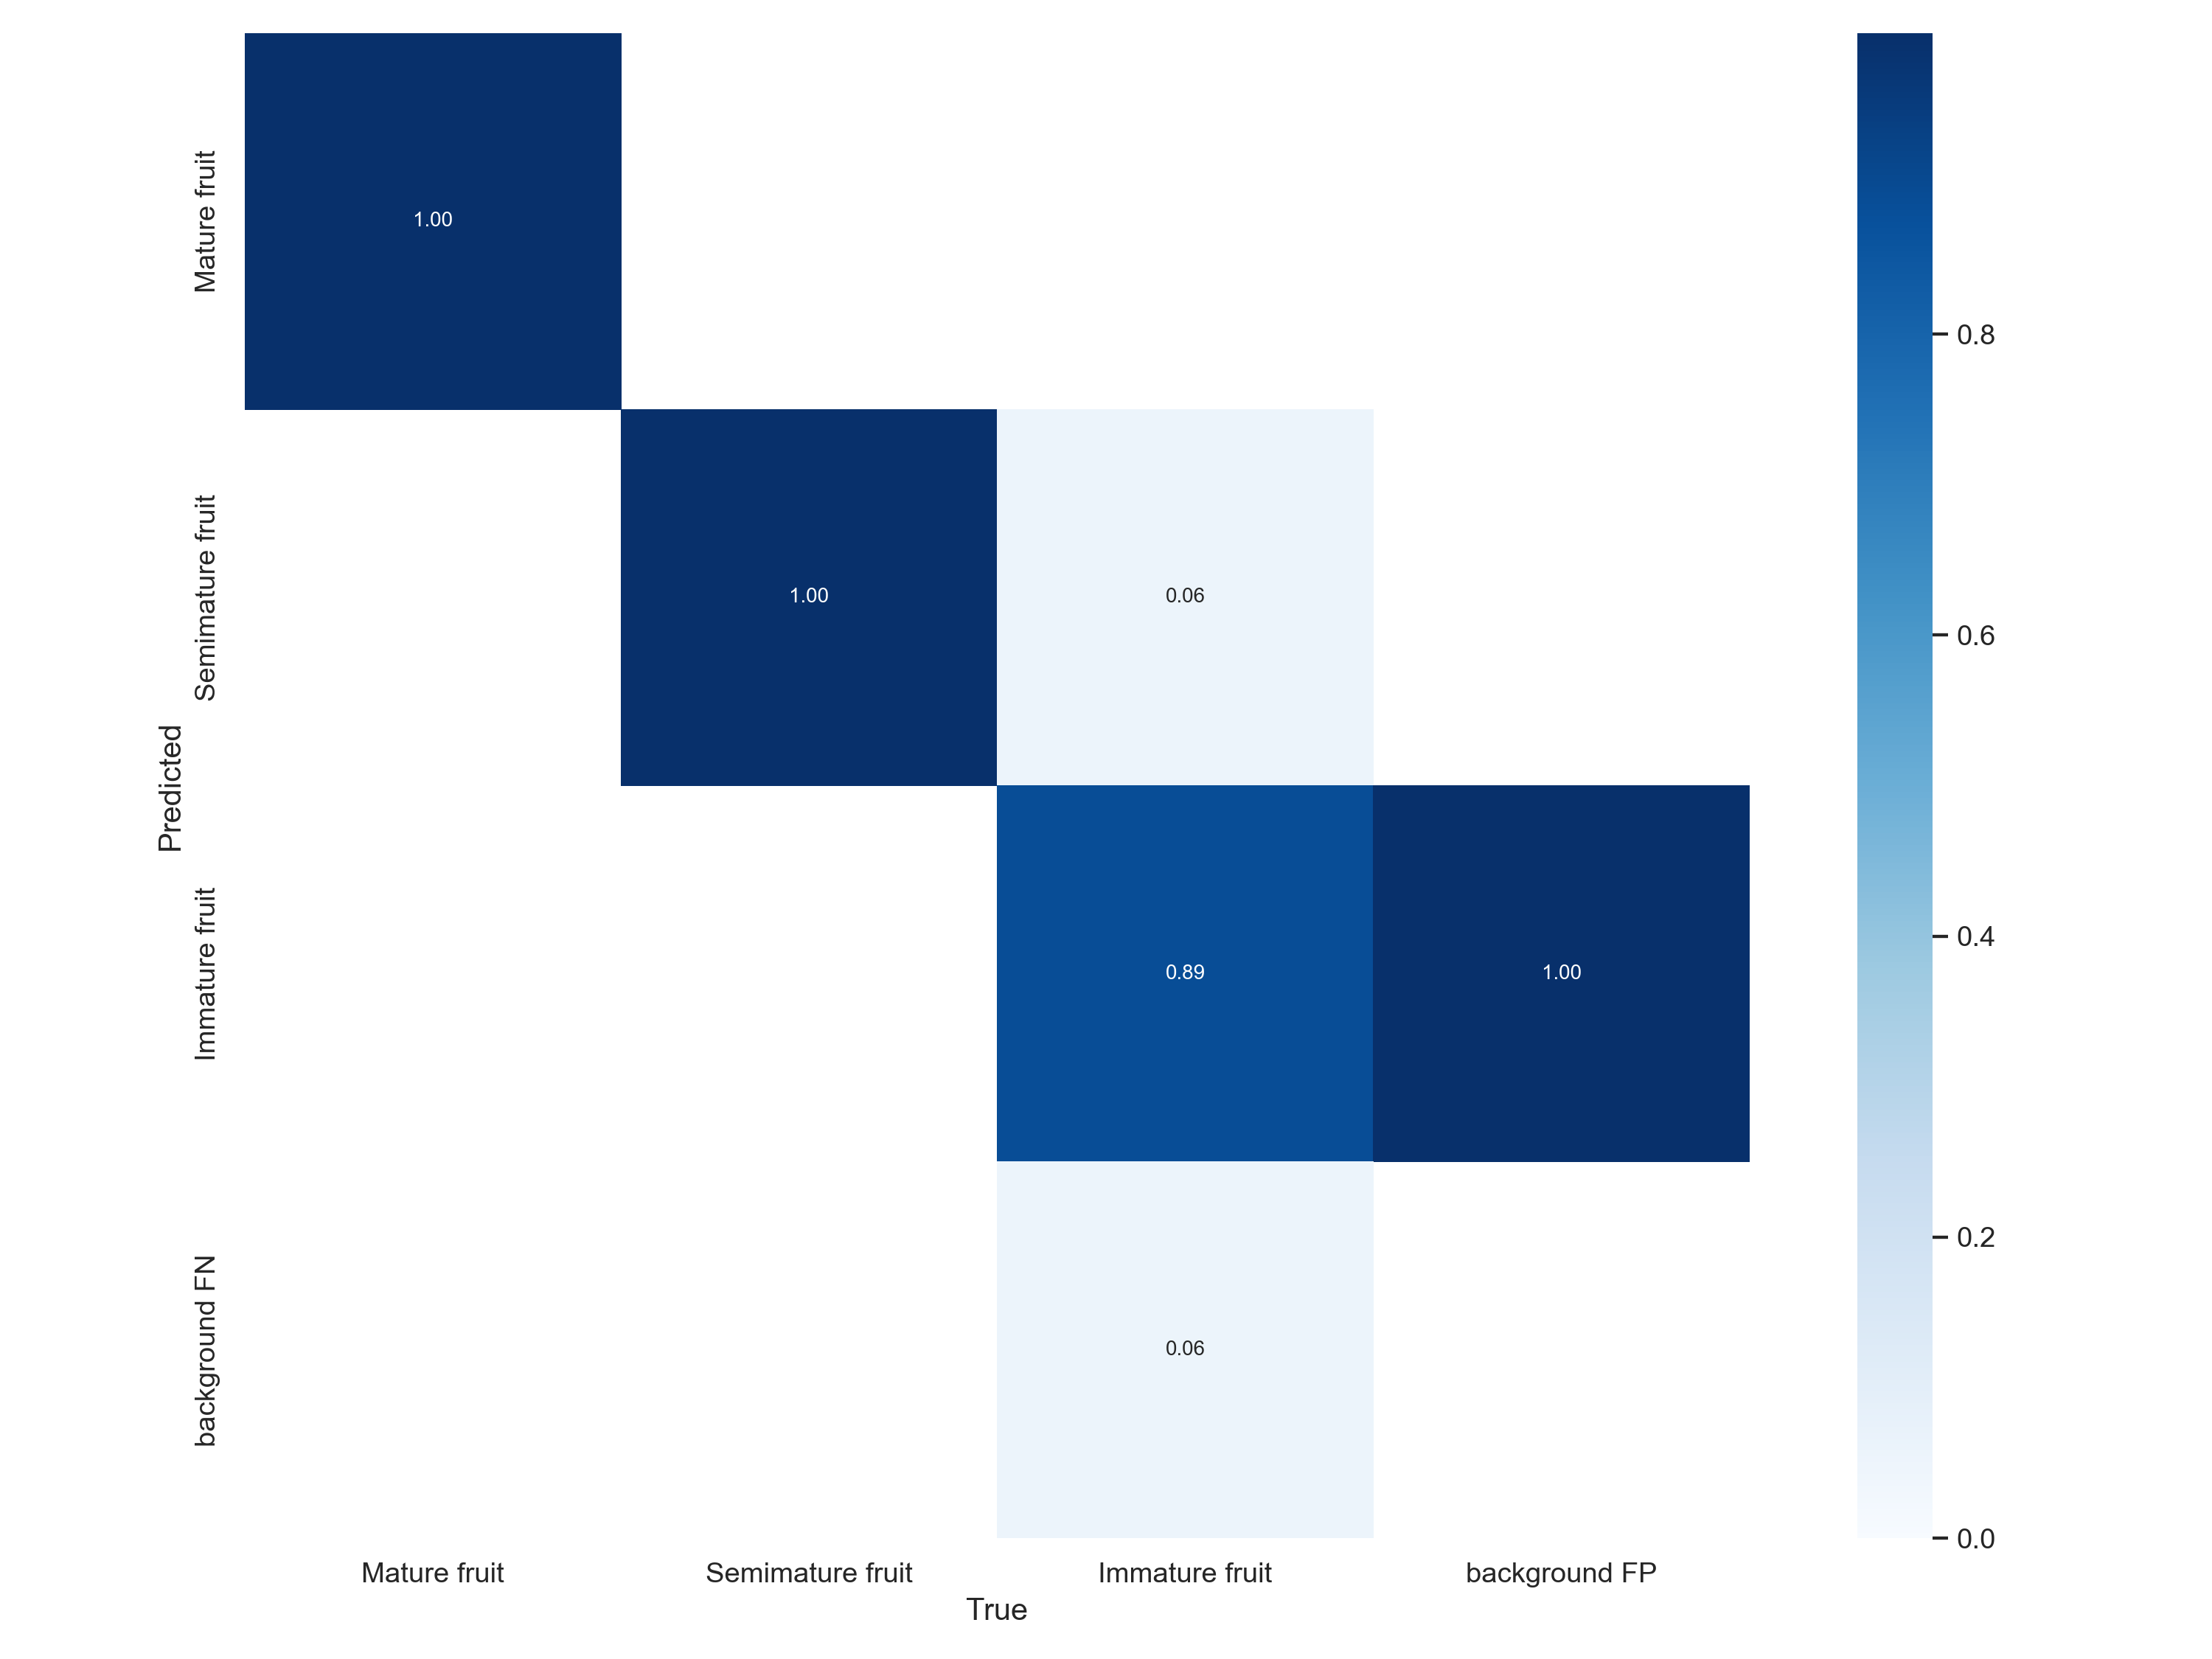 Predicted
Mature fruit
1.00
Semimature fruit
1.00 0.06
Immature fruit
0.89 1.00
background FN
0.06
Mature fruit Semimature fruit Immature fruit background FP
True
0.8
0.6
0.4
0.2
0.0